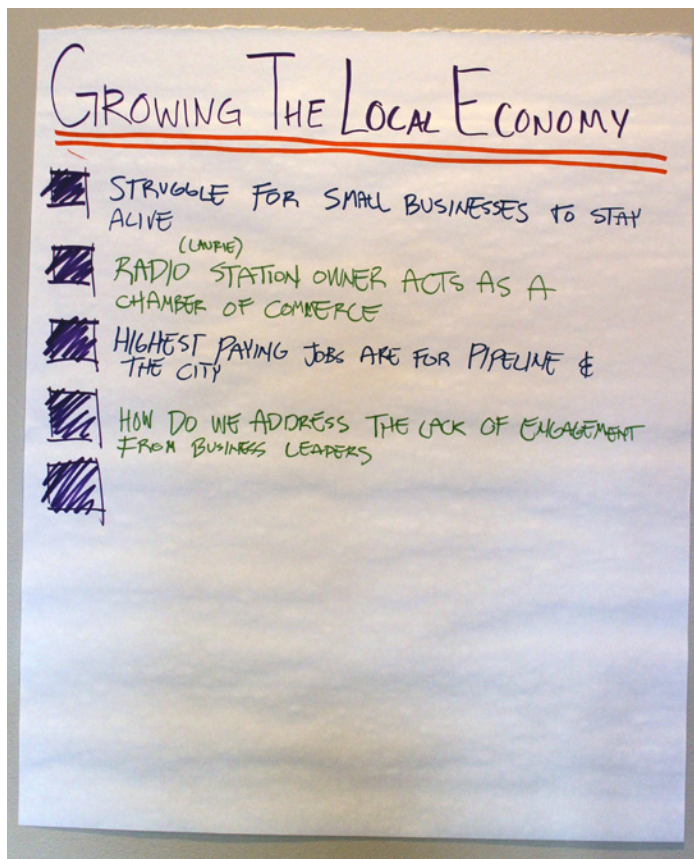 GROWING THE LOCAL ECONOMY
STRUGGLE FOR SMALL BUSINESSES TO STAY
ALIVE
(LAURIE)
RADIO STATION OWNER ACTS AS A
CHAMBER OF COMMERCE
HIGHEST PAYING JOBS ARE FOR PIPELINE &
THE CITY
HOW DO WE ADDRESS THE LACK OF ENGAGEMENT
FROM BUSINESS LEADERS